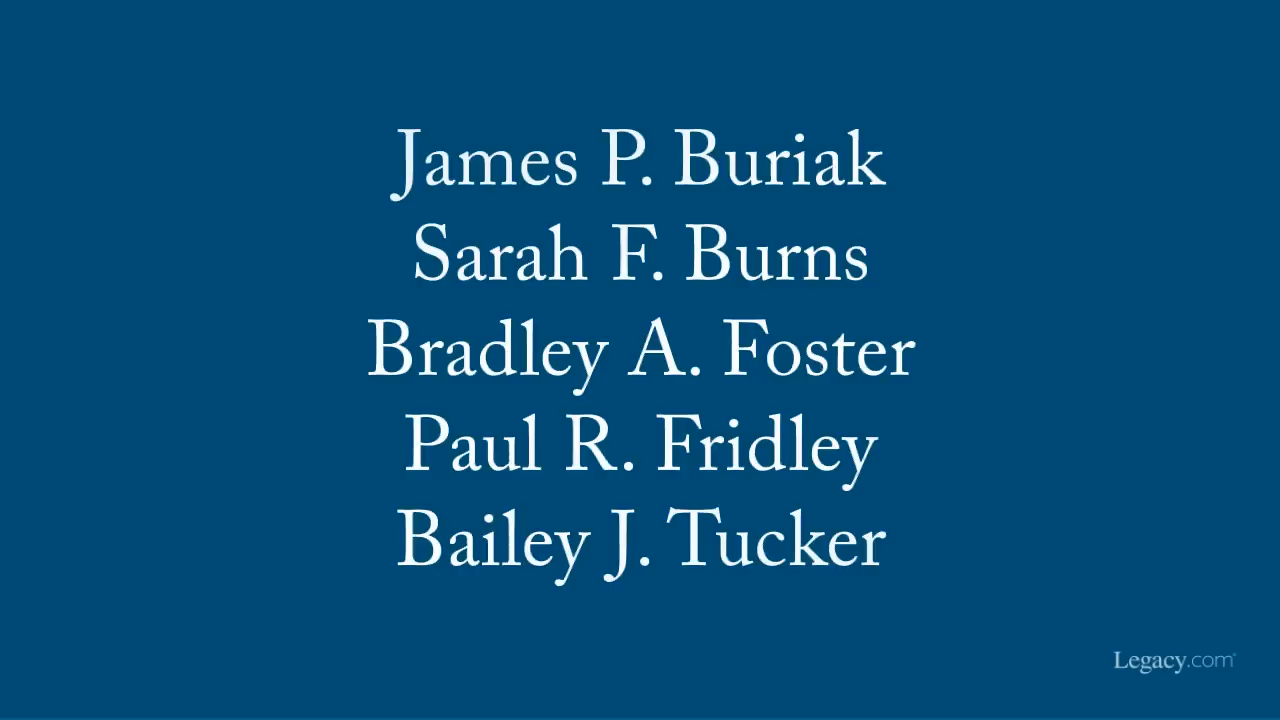 James P. Buriak
Sarah F. Burns
Bradley A. Foster
Paul R. Fridley
Bailey J. Tucker
Legacy.com®